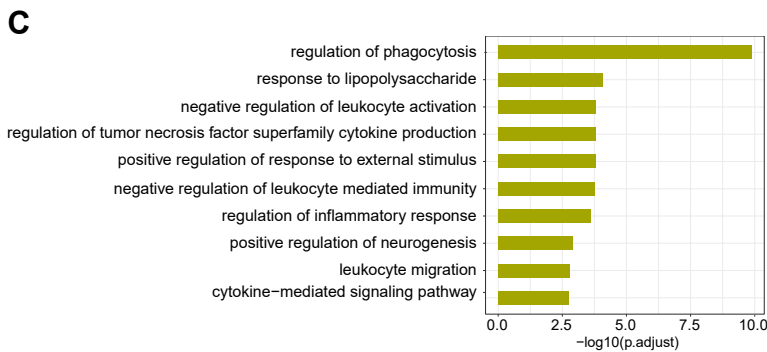 C
regulation of phagocytosis
response to lipopolysaccharide
negative regulation of leukocyte activation
regulation of tumor necrosis factor superfamily cytokine production
positive regulation of response to external stimulus
negative regulation of leukocyte mediated immunity
regulation of inflammatory response
positive regulation of neurogenesis
leukocyte migration
cytokine−mediated signaling pathway
0.0 2.5 5.0 7.5 10.0
−log10(p.adjust)